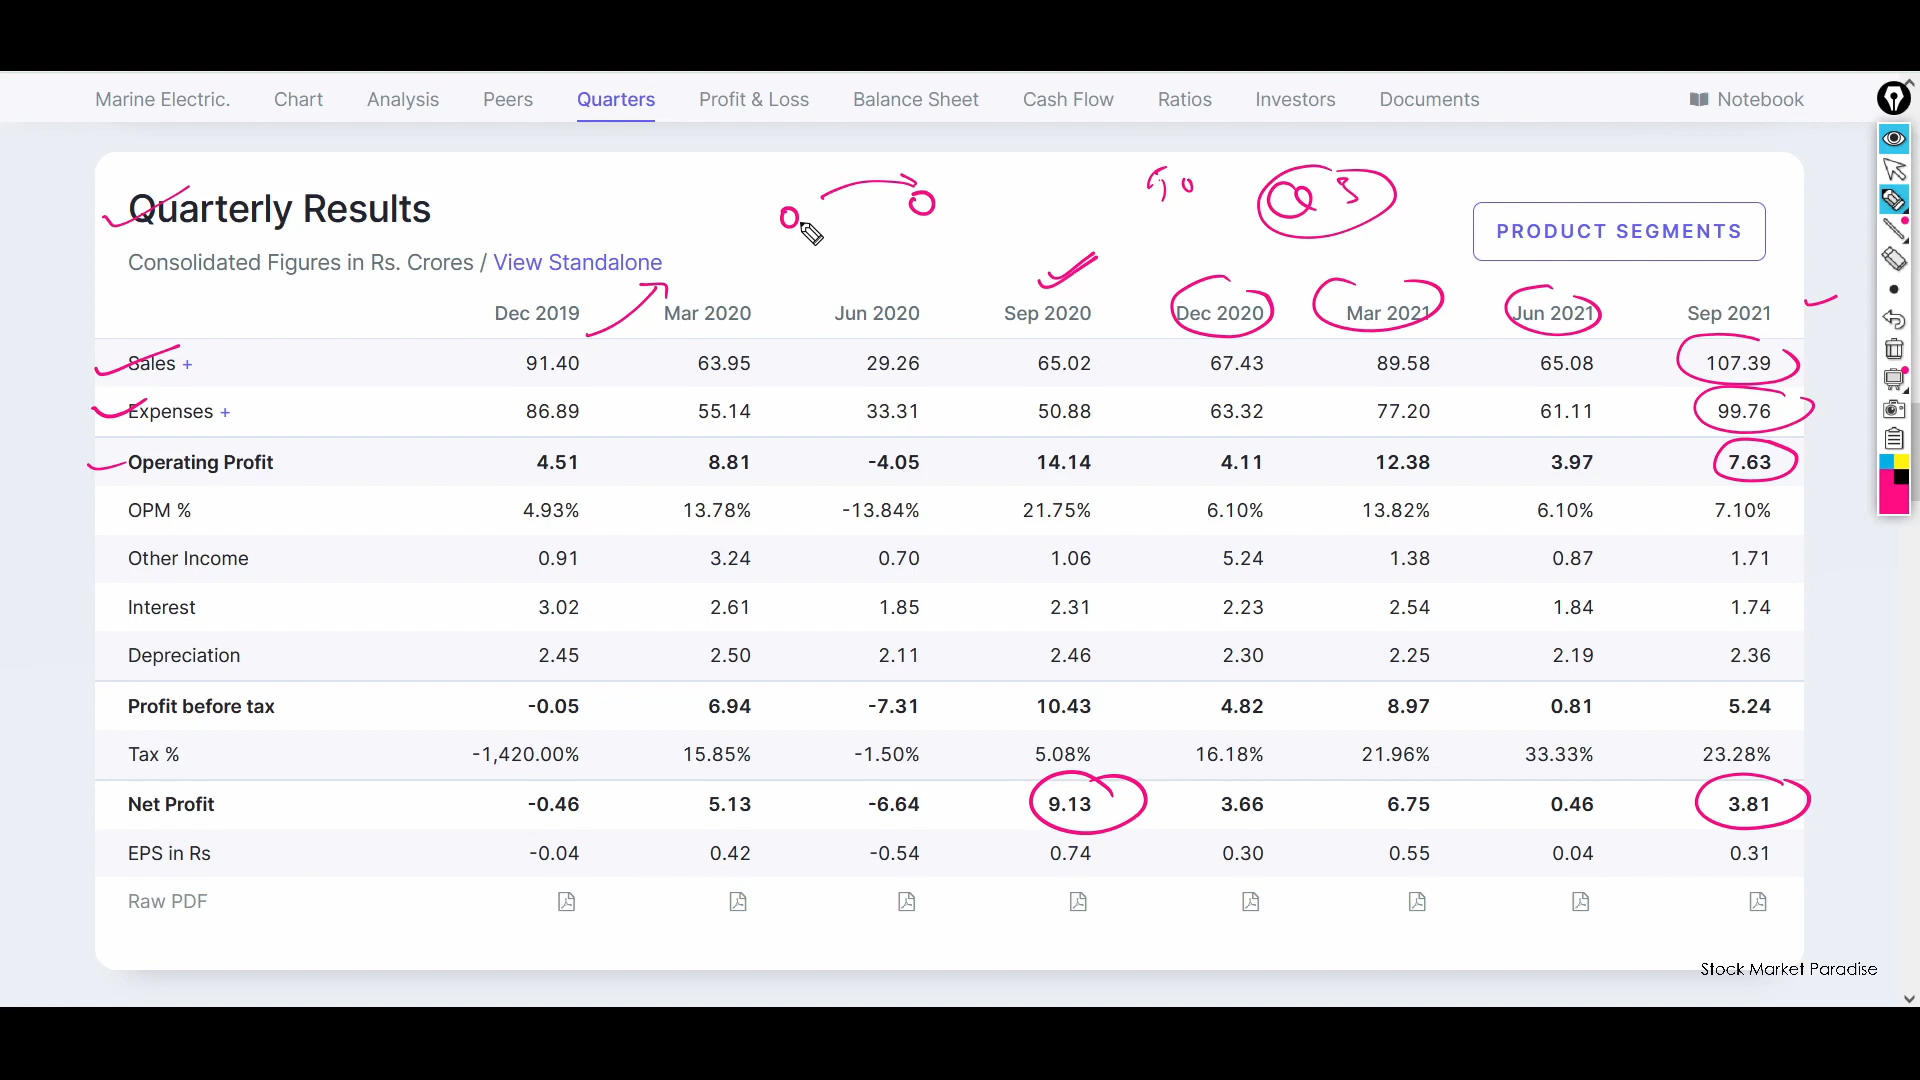 Marine Electric. Chart Analysis Peers Quarters Profit & Loss Balance Sheet Cash Flow Ratios Investors Documents Notebook
Quarterly Results
To Q3
PRODUCT SEGMENTS
Consolidated Figures in Rs. Crores / View Standalone
Dec 2019 Mar 2020 Jun 2020 Sep 2020 Dec 2020 Mar 2021 Jun 2021 Sep 2021
Sales + 91.40 63.95 29.26 65.02 67.43 89.58 65.08 107.39
Expenses + 86.89 55.14 33.31 50.88 63.32 77.20 61.11 99.76
Operating Profit 4.51 8.81 -4.05 14.14 4.11 12.38 3.97 7.63
OPM % 4.93% 13.78% -13.84% 21.75% 6.10% 13.82% 6.10% 7.10%
Other Income 0.91 3.24 0.70 1.06 5.24 1.38 0.87 1.71
Interest 3.02 2.61 1.85 2.31 2.23 2.54 1.84 1.74
Depreciation 2.45 2.50 2.11 2.46 2.30 2.25 2.19 2.36
Profit before tax -0.05 6.94 -7.31 10.43 4.82 8.97 0.81 5.24
Tax % -1,420.00% 15.85% -1.50% 5.08% 16.18% 21.96% 33.33% 23.28%
Net Profit -0.46 5.13 -6.64 9.13 3.66 6.75 0.46 3.81
EPS in Rs -0.04 0.42 -0.54 0.74 0.30 0.55 0.04 0.31
Raw PDF
Stock Market Paradise